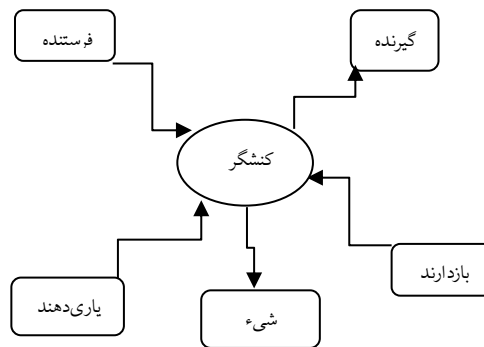 گیرنده
فرستنده
کنشگر
بازدارند
یاری‌دهند
شیء